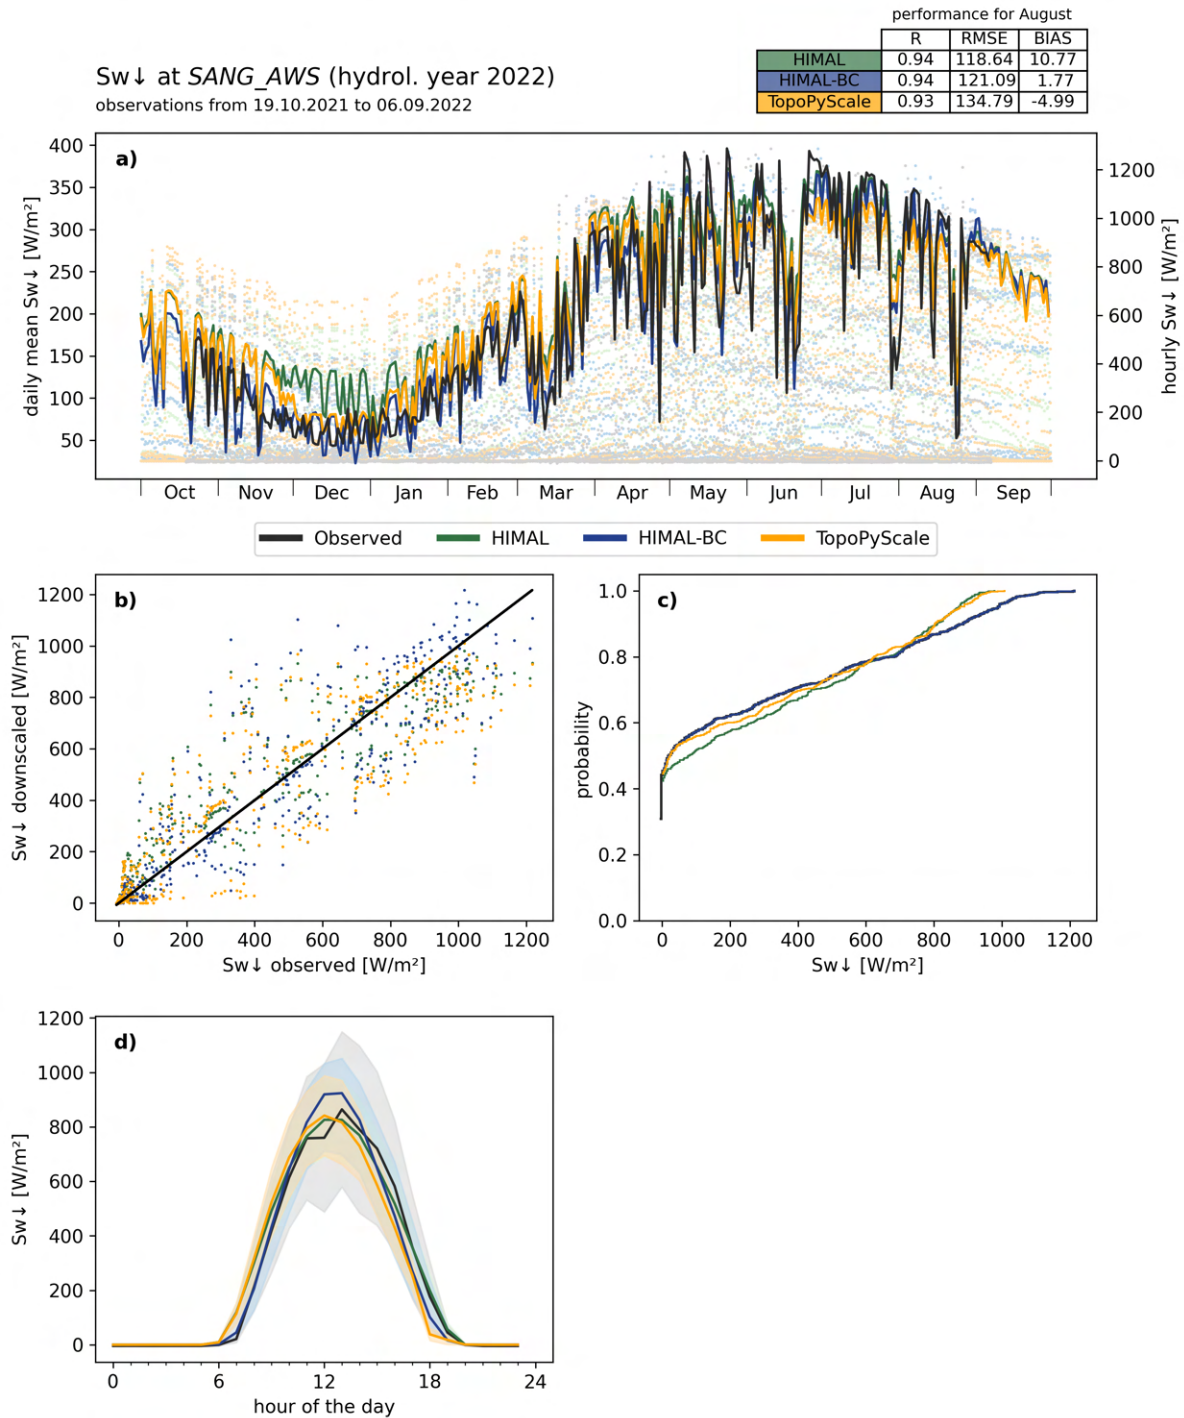 performance for August
R RMSE BIAS
HIMAL 0.94 118.64 10.77
HIMAL-BC 0.94 121.09 1.77
TopoPyScale 0.93 134.79 -4.99
Sw↓ at SANG_AWS (hydrol. year 2022)
observations from 19.10.2021 to 06.09.2022
a)
daily mean Sw↓ [W/m²]
400
350
300
250
200
150
100
50
hourly Sw↓ [W/m²]
1200
1000
800
600
400
200
0
Oct Nov Dec Jan Feb Mar Apr May Jun Jul Aug Sep
Observed HIMAL HIMAL-BC TopoPyScale
b)
Sw↓ downscaled [W/m²]
1200
1000
800
600
400
200
0
0 200 400 600 800 1000 1200
Sw↓ observed [W/m²]
c)
probability
1.0
0.8
0.6
0.4
0.2
0.0
0 200 400 600 800 1000 1200
Sw↓ [W/m²]
d)
Sw↓ [W/m²]
1200
1000
800
600
400
200
0
0 6 12 18 24
hour of the day